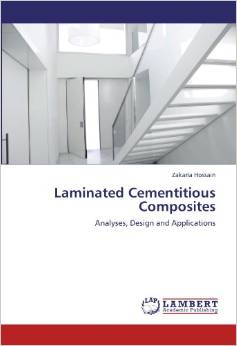 Zakaria Hossain
Laminated Cementitious
Composites
Analyses, Design and Applications
LAP LAMBERT
Academic Publishing